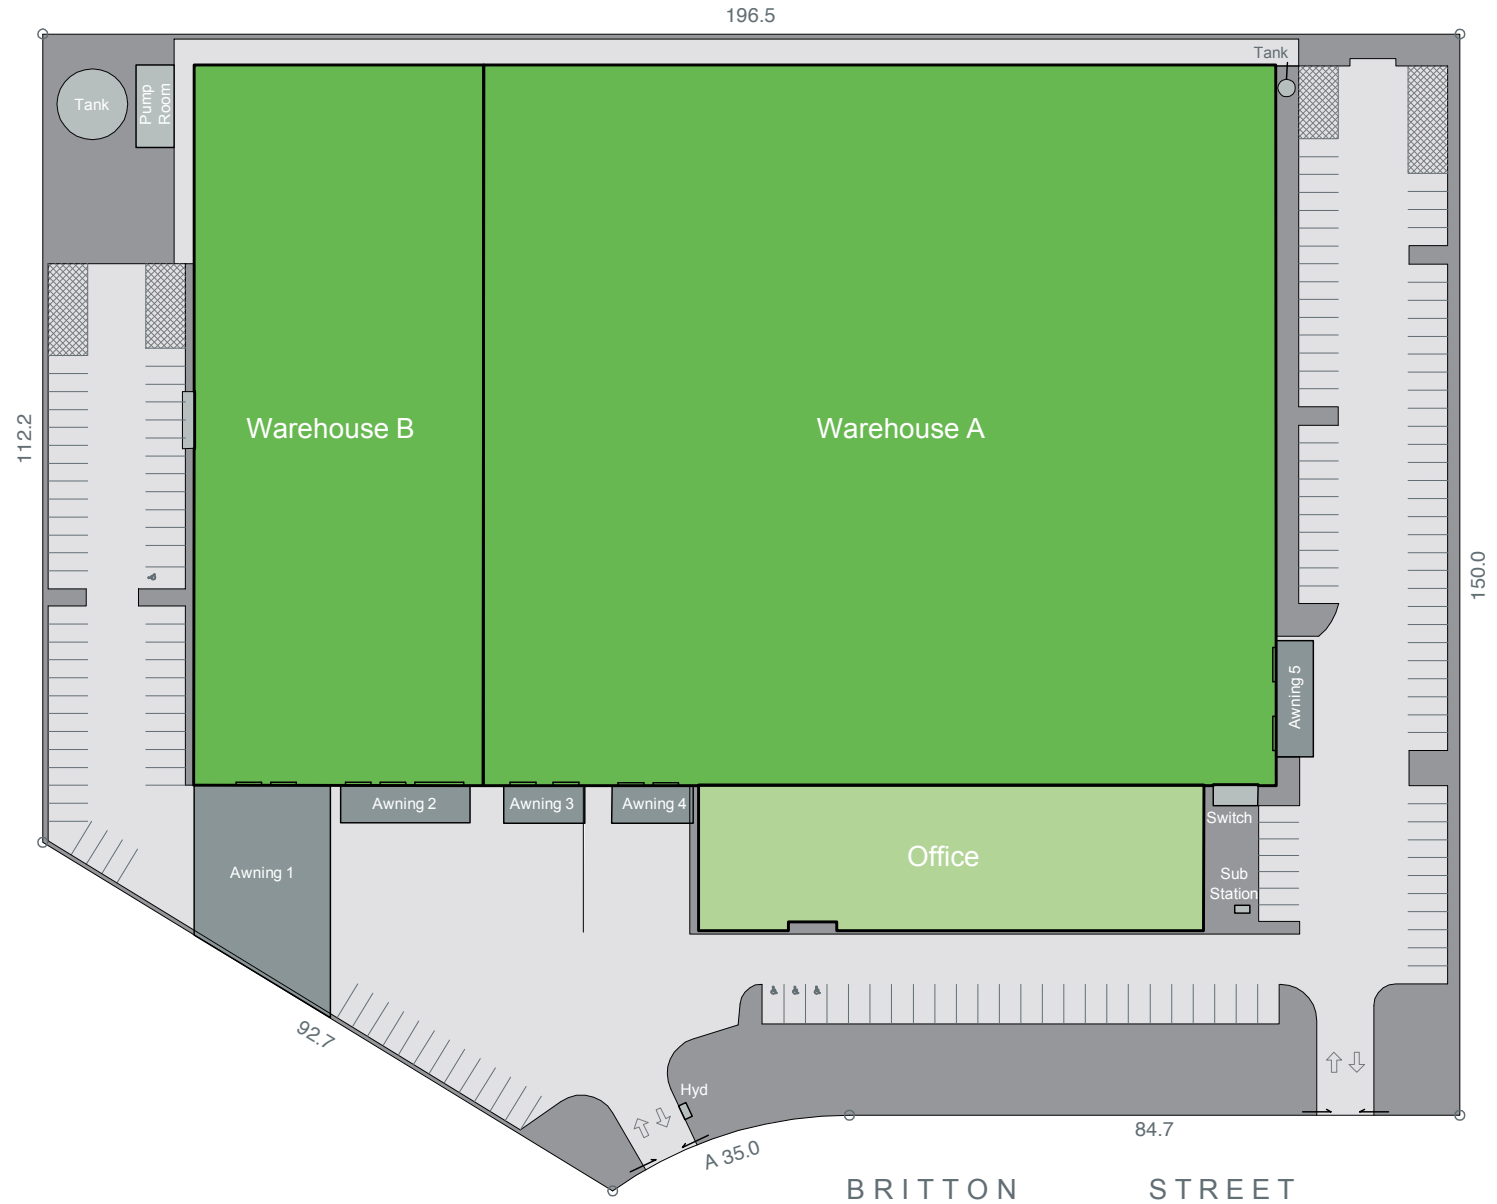 196.5
Tank
Tank
Pump
Room
112.2
Warehouse B
Warehouse A
150.0
Awning 5
Awning 2
Awning 3
Awning 4
Switch
Office
Awning 1
Sub
Station
92.7
Hyd
84.7
A 35.0
BRITTON STREET